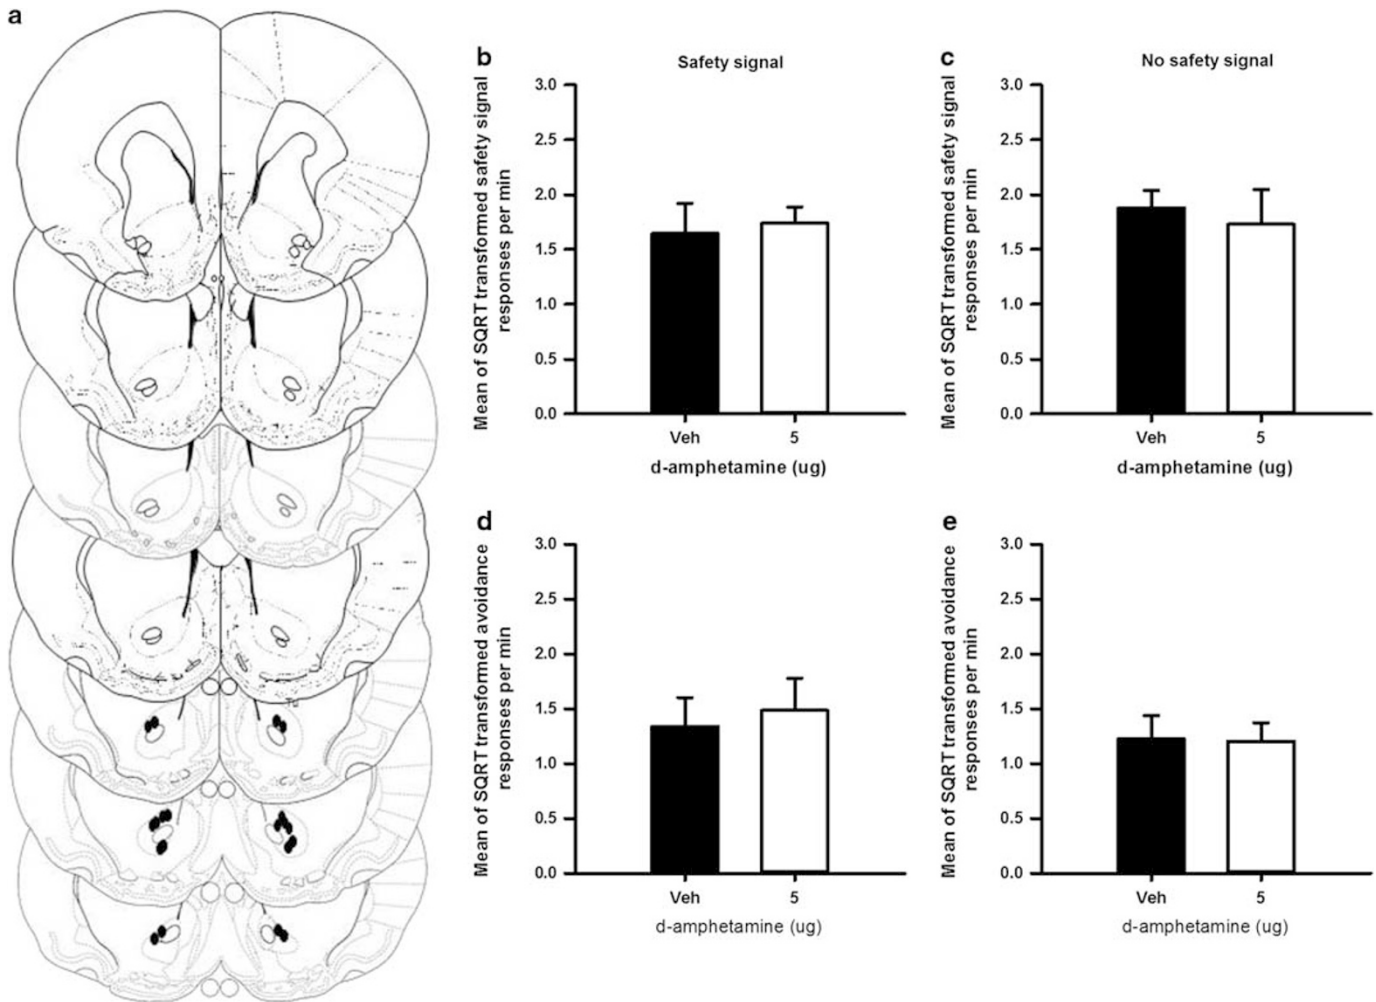 a
b
Safety signal
Mean of SQRT transformed safety signal
responses per min
3.0
2.5
2.0
1.5
1.0
0.5
0.0
Veh 5
d-amphetamine (ug)
c
No safety signal
Mean of SQRT transformed safety signal
responses per min
3.0
2.5
2.0
1.5
1.0
0.5
0.0
Veh 5
d-amphetamine (ug)
d
Mean of SQRT transformed avoidance
responses per min
3.0
2.5
2.0
1.5
1.0
0.5
0.0
Veh 5
d-amphetamine (ug)
e
Mean of SQRT transformed avoidance
responses per min
3.0
2.5
2.0
1.5
1.0
0.5
0.0
Veh 5
d-amphetamine (ug)